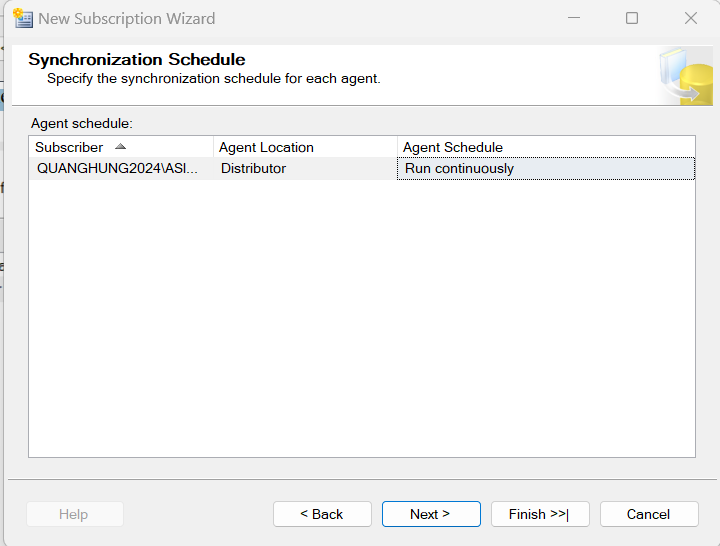 New Subscription Wizard
Synchronization Schedule
Specify the synchronization schedule for each agent.
Agent schedule:
Subscriber Agent Location Agent Schedule
QUANGHUNG2024\ASI... Distributor Run continuously
Help < Back Next > Finish >>| Cancel